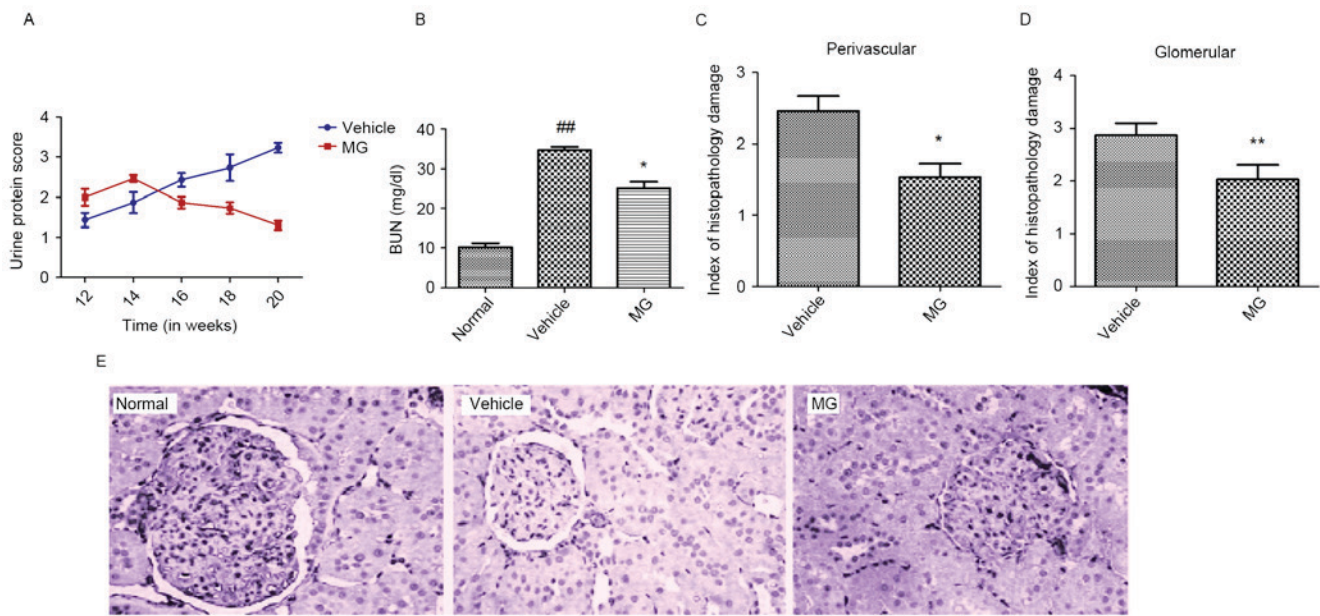 A
Urine protein score
4
3
2
1
0
12
14
16
18
20
Time (in weeks)
Vehicle
MG
B
BUN (mg/dl)
40
30
20
10
0
##
*
Normal
Vehicle
MG
C
Perivascular
Index of histopathology damage
3
2
1
0
*
Vehicle
MG
D
Glomerular
Index of histopathology damage
4
3
2
1
0
**
Vehicle
MG
E
Normal
Vehicle
MG